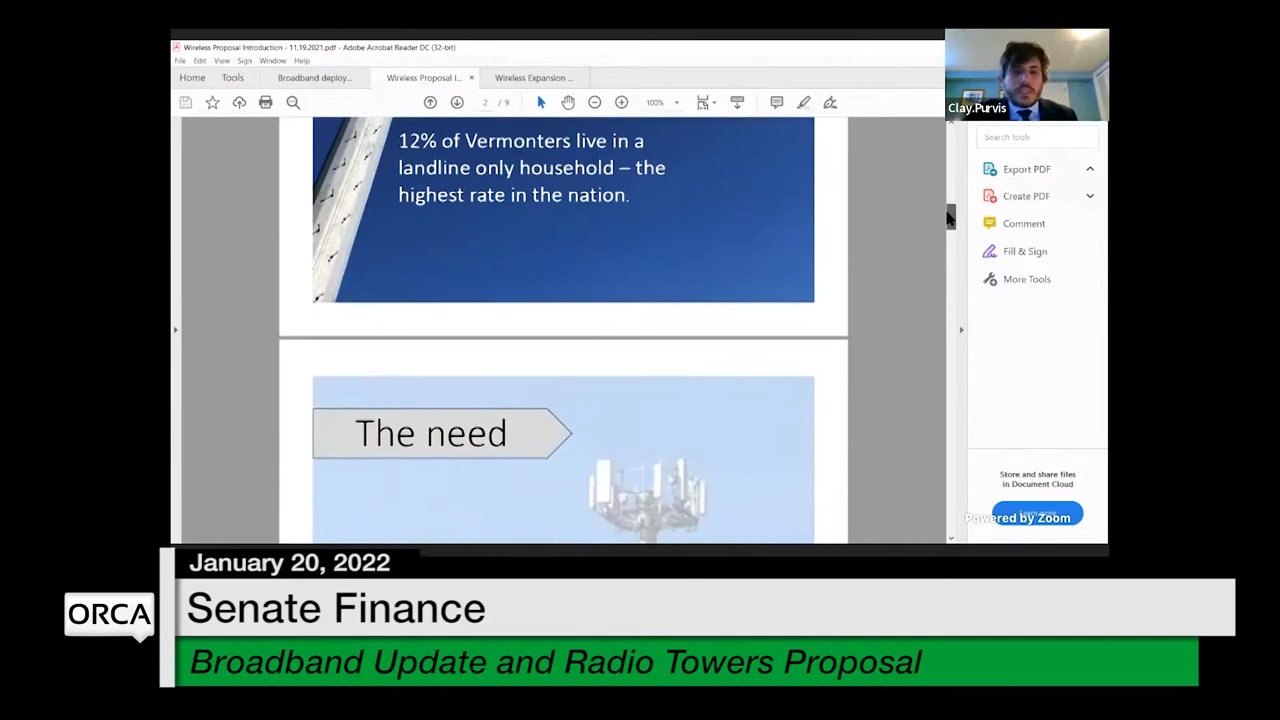 Wireless Proposal Introduction - 11.19.2021.pdf - Adobe Acrobat Reader DC (32-bit)
File Edit View Sign Window Help
Home Tools Broadband deploy... Wireless Proposal I... × Wireless Expansion ...
2 / 9 100%
Clay.Purvis
Search tools
Export PDF
Create PDF
Comment
Fill & Sign
More Tools
12% of Vermonters live in a
landline only household – the
highest rate in the nation.
The need
Store and share files
in Document Cloud
Powered by Zoom
January 20, 2022
ORCA
Senate Finance
Broadband Update and Radio Towers Proposal